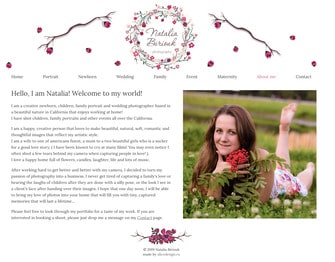 Natalia
Berioak
photography
Home Portrait Newborn Wedding Family Event Maternity About me Contact
Hello, I am Natalia! Welcome to my world!
I am a creative newborn, children, family portrait and wedding photographer based in
a beautiful nature in California that enjoys working at home!
I have shot children, family portraits and other events all over the California.
I am a happy, creative person that loves to make beautiful, natural, soft, romantic, and
thoughtful images that reflect my artistic style.
I am a wife to one of americans finest, a mom to a two beautiful girls who is a sucker
for a good love story. I have been known to cry at many films! You may even notice I
often shed a few tears behind my camera when capturing people in love! I
love a happy home full of flowers, candles, laughter, life and lots of music.
After working hard to get better and better with my camera, I decided to turn my
passion of photography into a business. I never get tired of capturing a family's love or
hearing the laughs of children after they are done with a silly pose, or the look I see in
a client's face after handing over their images. I hope that one day soon, I will be able
to bring my love of photos into your home that will fill you with nice, captured
memories that will last a lifetime...
Please feel free to look through my portfolio for a taste of my work. If you are
interested in booking a shoot, please just drop me a message on my Contact page.
© 2019 Natalia Berioak
made by